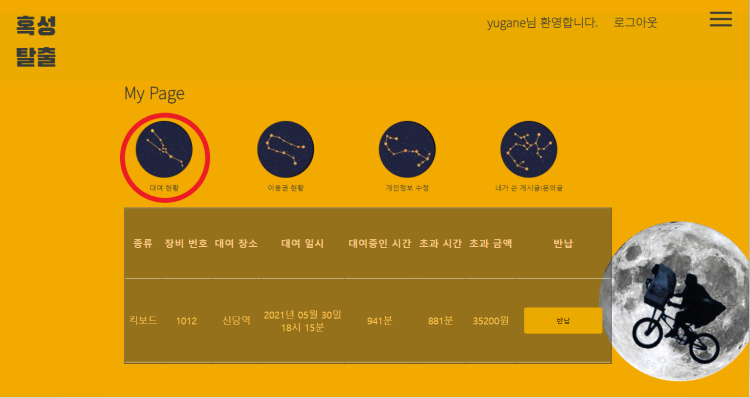 혹성
탈출
yugane님 환영합니다. 로그아웃
My Page
대여 현황 이용권 현황 개인정보 수정 내가 쓴 게시글/문의글
종류 장비 번호 대여 장소 대여 일시 대여중인 시간 초과 시간 초과 금액 반납
킥보드 1012 신당역 2021년 05월 30일 18시 15분 941분 881분 35200원 반납